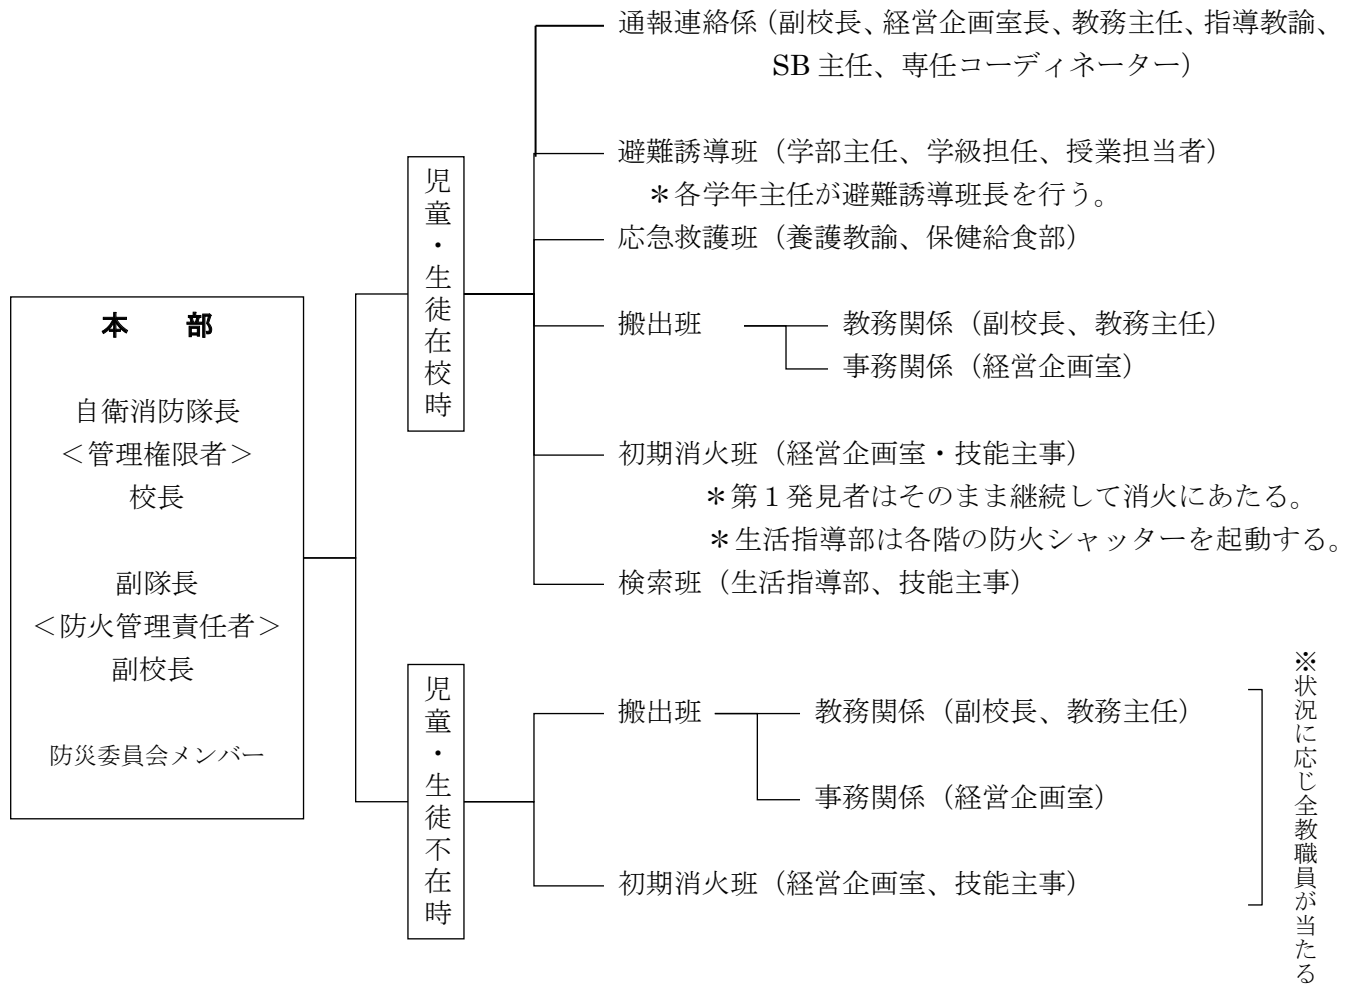 通報連絡係（副校長、経営企画室長、教務主任、指導教諭、
SB 主任、専任コーディネーター）
避難誘導班（学部主任、学級担任、授業担当者）
＊各学年主任が避難誘導班長を行う。
応急救護班（養護教諭、保健給食部）
搬出班
教務関係（副校長、教務主任）
事務関係（経営企画室）
初期消火班（経営企画室・技能主事）
＊第１発見者はそのまま継続して消火にあたる。
＊生活指導部は各階の防火シャッターを起動する。
検索班（生活指導部、技能主事）
児童・生徒在校時
本　部
自衛消防隊長
＜管理権限者＞
校長
副隊長
＜防火管理責任者＞
副校長
防災委員会メンバー
児童・生徒不在時
搬出班
教務関係（副校長、教務主任）
事務関係（経営企画室）
初期消火班（経営企画室、技能主事）
※状況に応じ全教職員が当たる